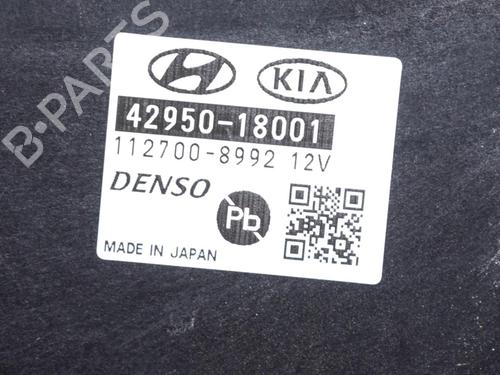 KIA
42950-18001
112700-8992 12V
DENSO
Pb
MADE IN JAPAN
B-PARTS